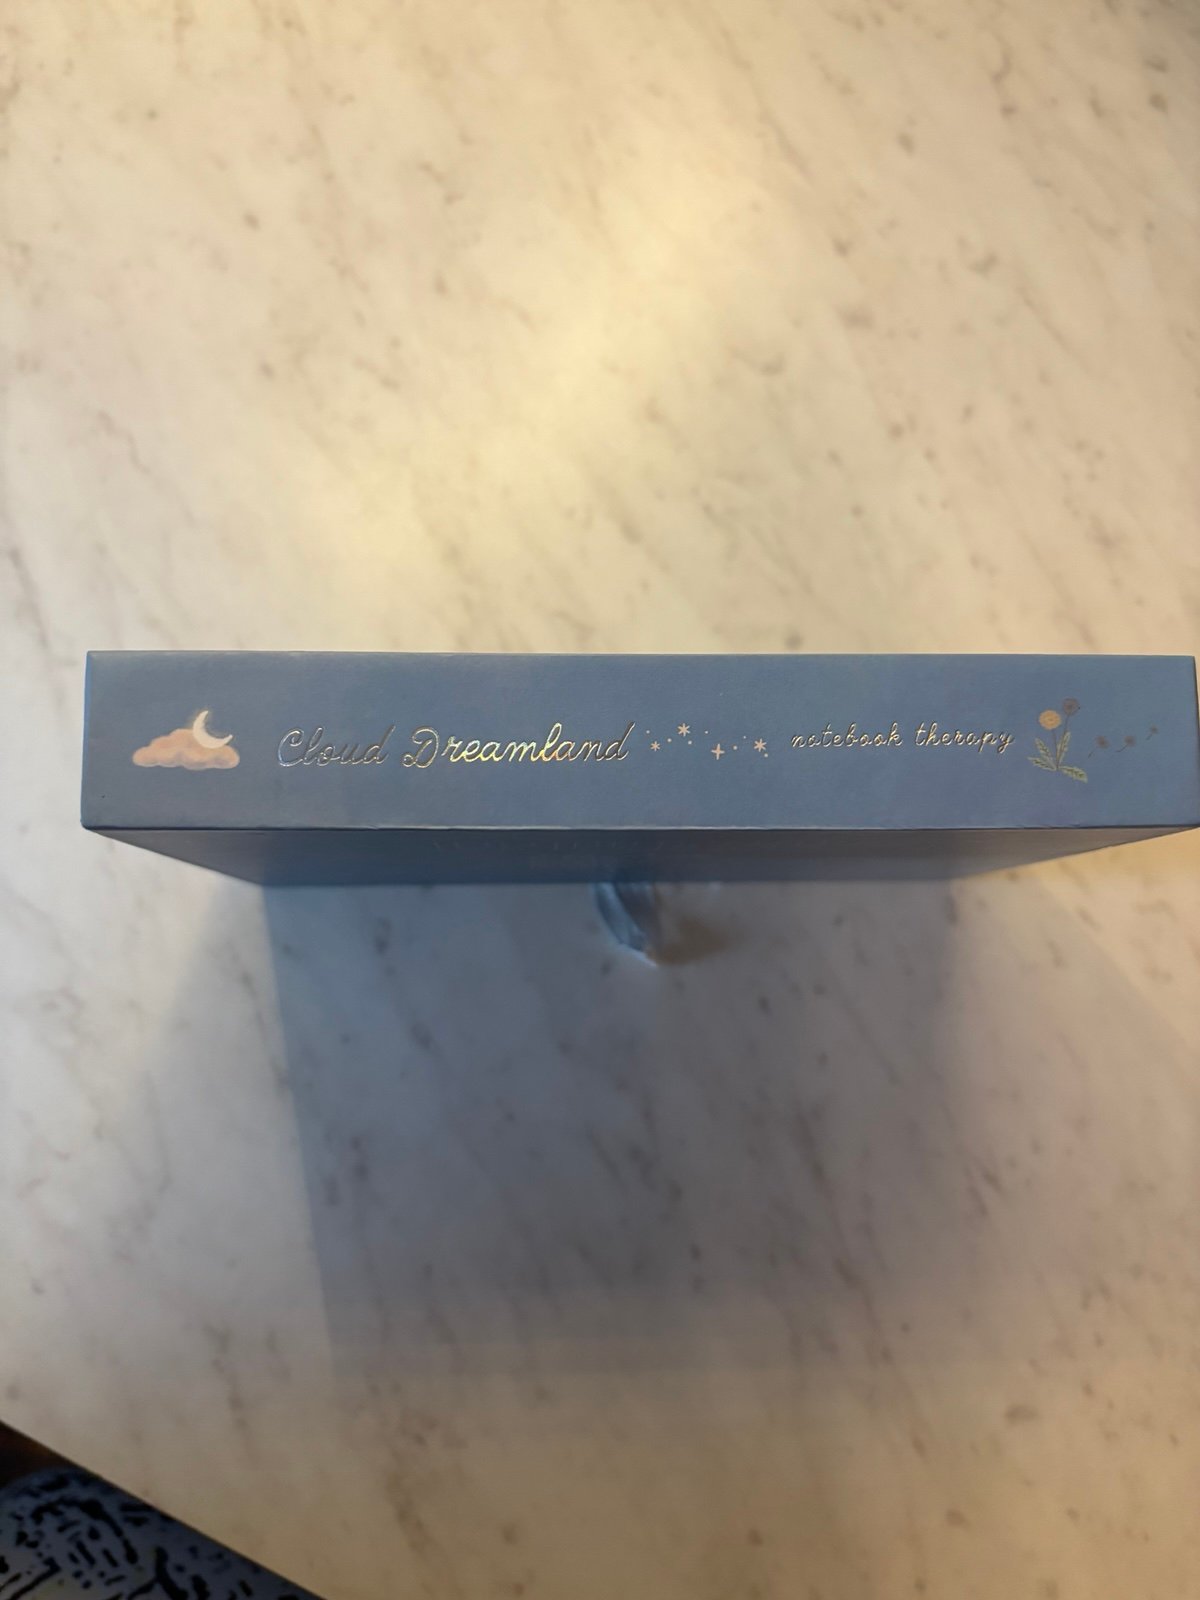 Cloud Dreamland
notebook therapy